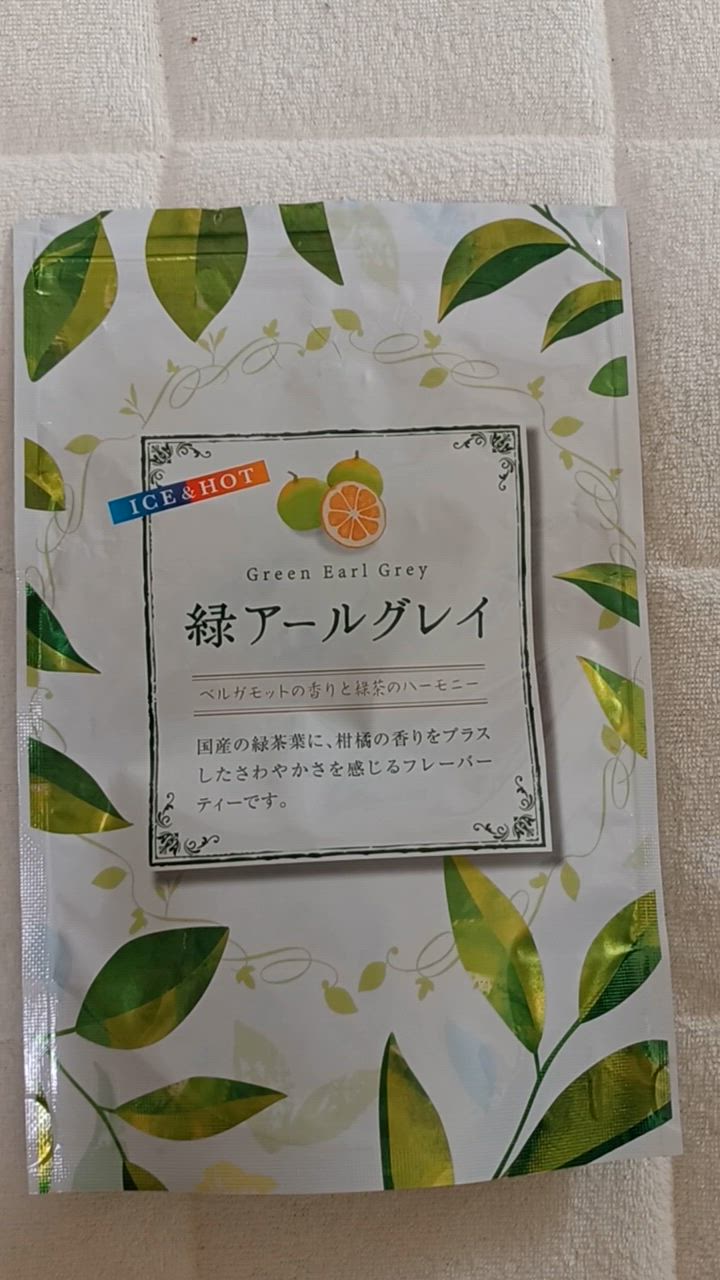 ICE & HOT
Green Earl Grey
緑アールグレイ
ベルガモットの香りと緑茶のハーモニー
国産の緑茶葉に、柑橘の香りをプラス
したさわやかさを感じるフレーバー
ティーです。